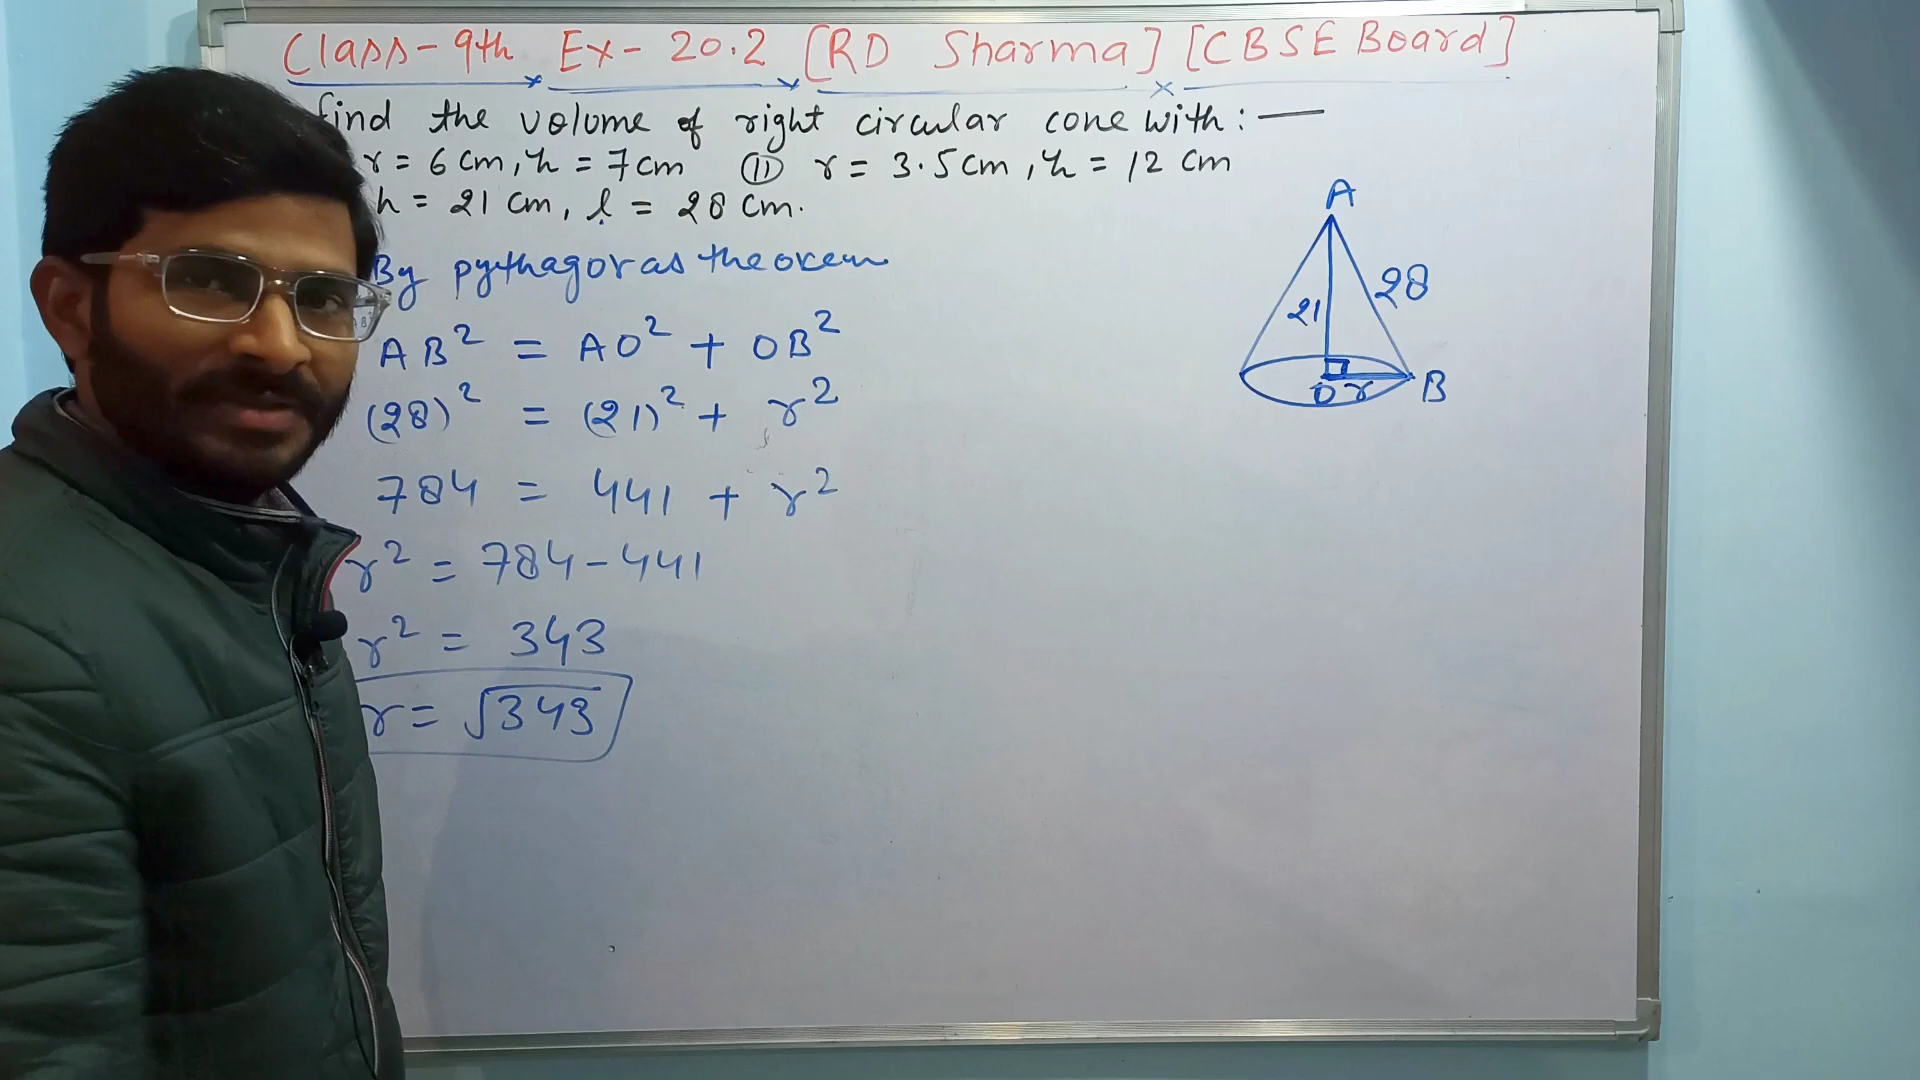 Class-9th Ex-20.2 [RD Sharma] [CBSE Board]
find the volume of right circular cone with:—
r = 6 cm, h = 7 cm (11) r = 3.5 cm, h = 12 cm
h = 21 cm, l = 28 cm.
By pythagoras theorem
AB² = AO² + OB²
(28)² = (21)² + r²
784 = 441 + r²
r² = 784 - 441
r² = 343
r = √343
A
21 28
O r B